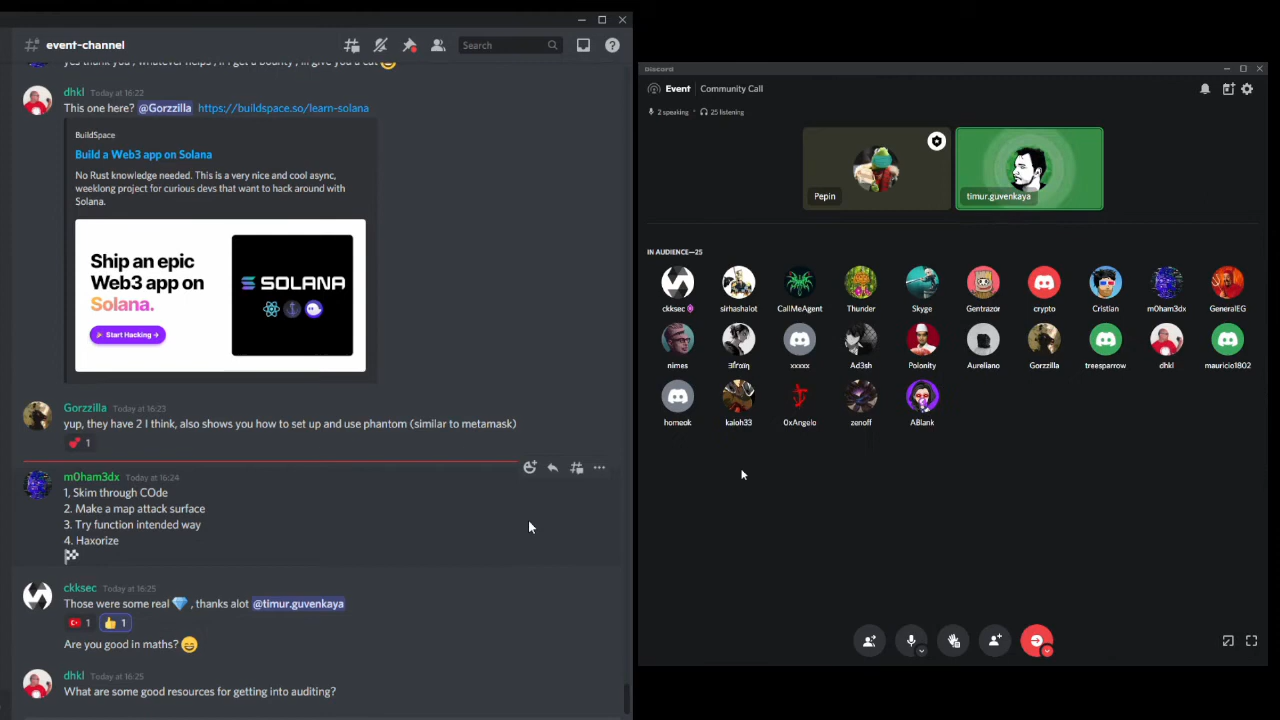 event-channel
Search
yes thank you , whatever helps , if i get a bounty , ill give you a cat
dhkl Today at 16:22
This one here? @Gorzzilla https://buildspace.so/learn-solana
BuildSpace
Build a Web3 app on Solana
No Rust knowledge needed. This is a very nice and cool async,
weeklong project for curious devs that want to hack around with
Solana.
Ship an epic
Web3 app on
Solana.
Start Hacking →
SOLANA
Gorzzilla Today at 16:23
yup, they have 2 I think, also shows you how to set up and use phantom (similar to metamask)
1
m0ham3dx Today at 16:24
1, Skim through COde
2. Make a map attack surface
3. Try function intended way
4. Haxorize
ckksec Today at 16:25
Those were some real 💎 , thanks alot @timur.guvenkaya
1 1
Are you good in maths? 😄
dhkl Today at 16:25
What are some good resources for getting into auditing?
Discord
Event Community Call
2 speaking • 25 listening
Pepin
timur.guvenkaya
IN AUDIENCE—25
ckksec sirhashalot CallMeAgent Thunder Skyge Gentrazor crypto Cristian m0ham3dx GeneralEG
nimes xxxxx Ad3sh Polonity Aureliano Gorzzilla treesparrow dhkl mauricio1802
homeok kaloh33 0xAngelo zenoff ABlank